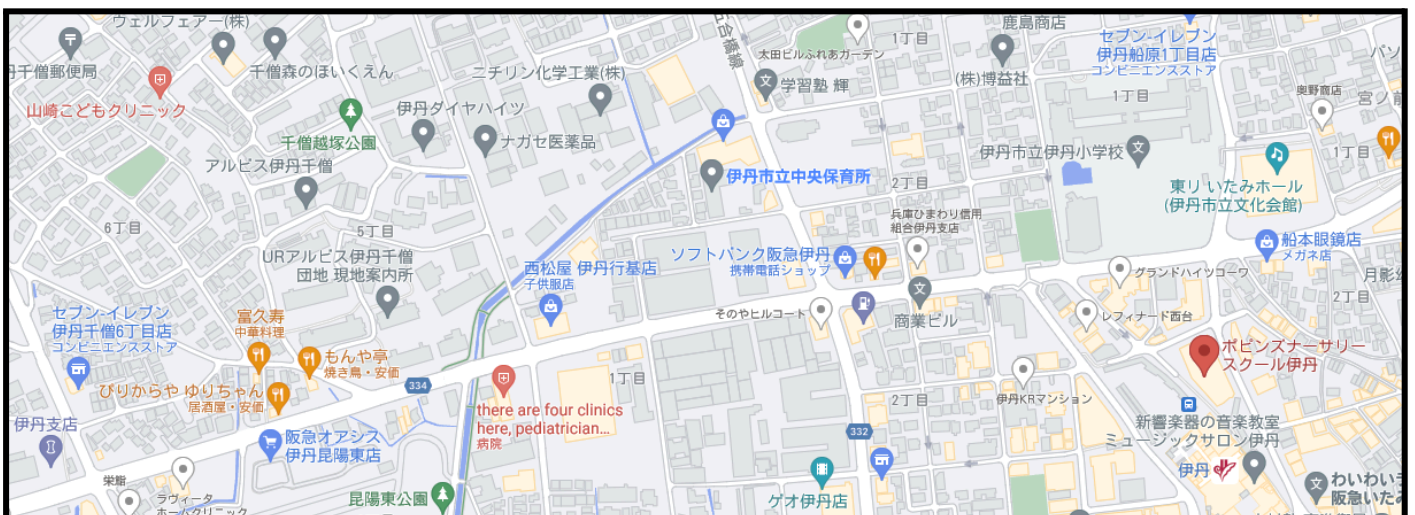 ウェルフェアー(株)
鹿島商店
セブン-イレブン
伊丹船原1丁目店
コンビニエンスストア
1丁目
太田ビルふれあガーデン
丹千僧郵便局
千僧森のほいくえん
ニチリン化学工業(株)
学習塾 輝
(株)博益社
奥野商店
山崎こどもクリニック
伊丹ダイヤハイツ
1丁目
千僧越塚公園
ナガセ医薬品
伊丹市立伊丹小学校
1丁目
アルビス伊丹千僧
伊丹市立中央保育所
2丁目
東リ いたみホール
(伊丹市立文化会館)
6丁目
5丁目
兵庫ひまわり信用
組合伊丹支店
URアルビス伊丹千僧
団地 現地案内所
西松屋 伊丹行基店
子供服店
ソフトバンク阪急伊丹
携帯電話ショップ
船本眼鏡店
メガネ店
グランドハイツコーワ
2丁目
セブン-イレブン
伊丹千僧6丁目店
コンビニエンスストア
富久寿
中華料理
そのやヒルコート
商業ビル
レフィナード西台
もんや亭
焼き鳥・安価
ポピンズナーサリー
スクール伊丹
334
1丁目
ぴりからや ゆりちゃん
居酒屋・安価
there are four clinics
here, pediatrician...
病院
2丁目
伊丹KRマンション
伊丹支店
阪急オアシス
伊丹昆陽東店
332
新響楽器の音楽教室
ミュージックサロン伊丹
栄鮨
ラヴィータ
ホームクリニック
昆陽東公園
ゲオ伊丹店
伊丹